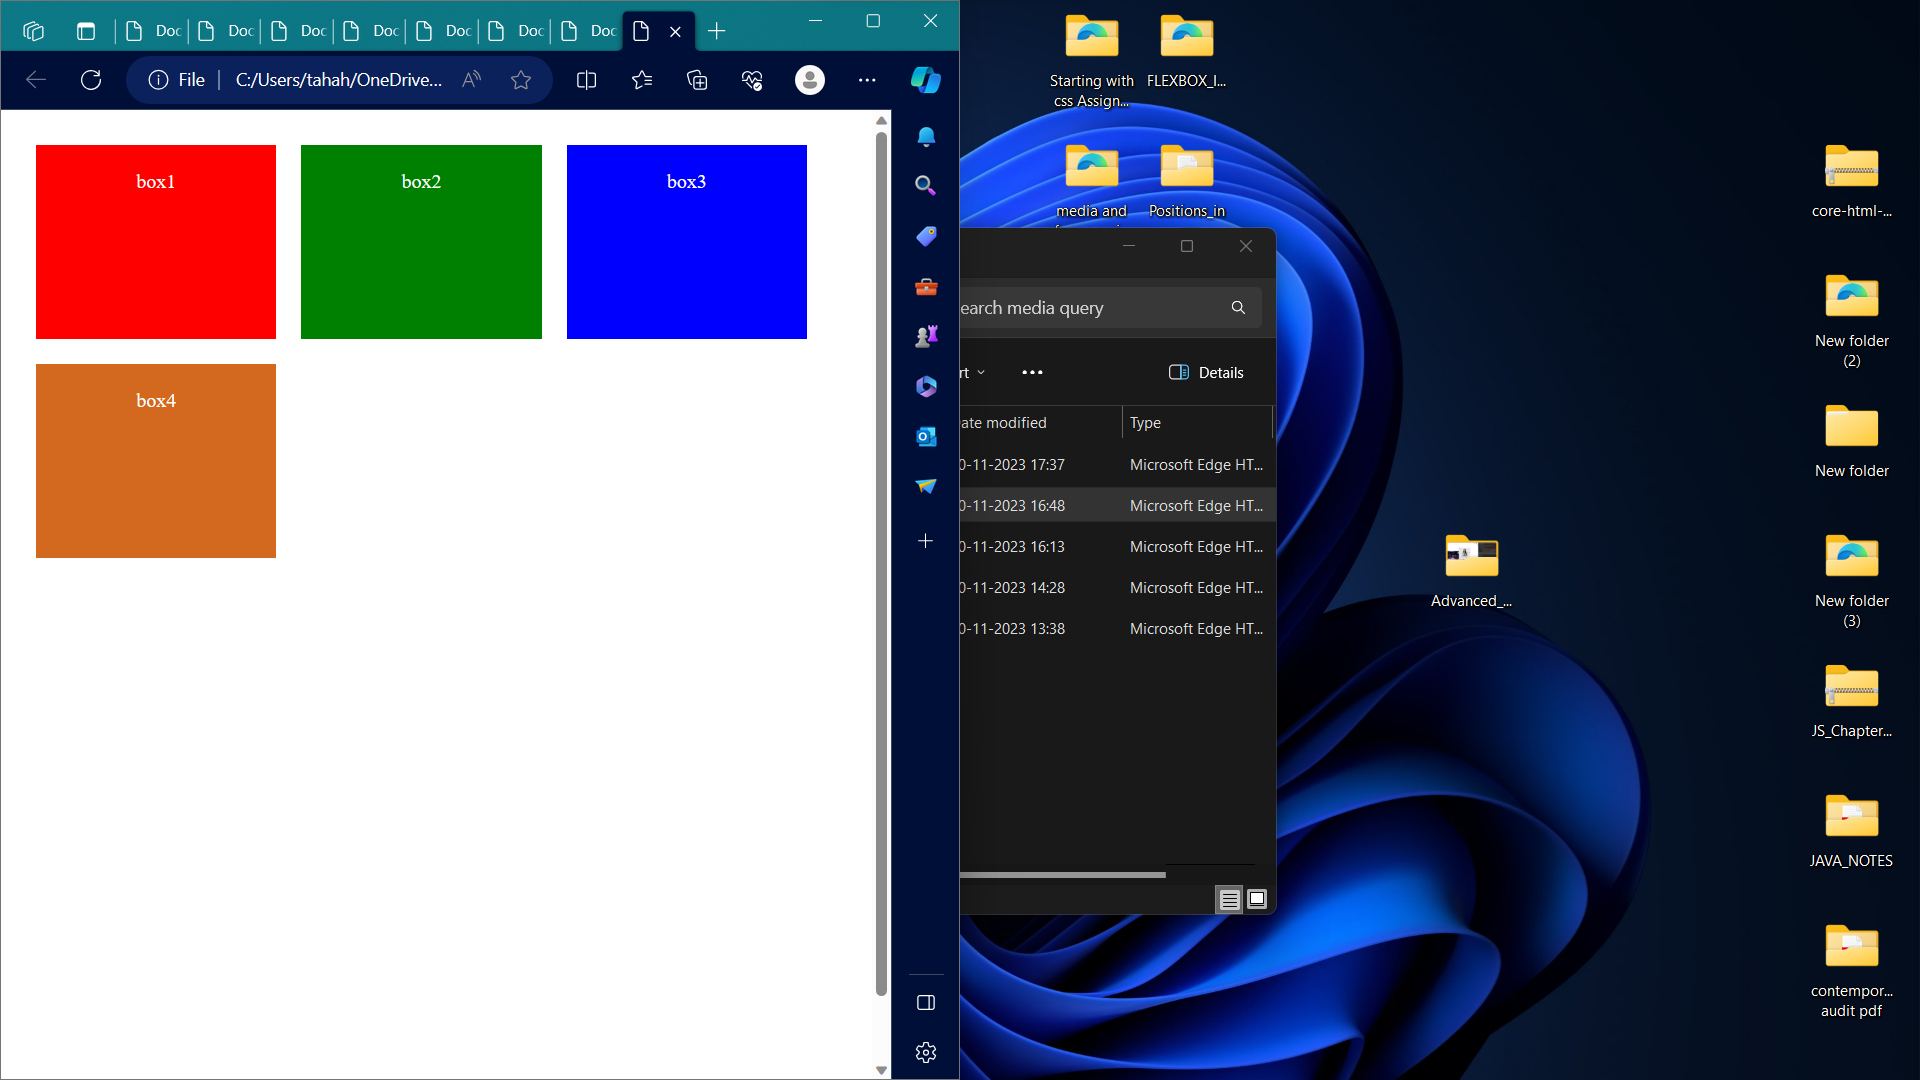 Doc
Doc
Doc
Doc
Doc
Doc
Doc
File
C:/Users/tahah/OneDrive...
box1
box2
box3
box4
Starting with
css Assign...
FLEXBOX_I...
media and
Positions_in
earch media query
rt
Details
ate modified
Type
0-11-2023 17:37
Microsoft Edge HT...
0-11-2023 16:48
Microsoft Edge HT...
0-11-2023 16:13
Microsoft Edge HT...
0-11-2023 14:28
Microsoft Edge HT...
0-11-2023 13:38
Microsoft Edge HT...
Advanced_...
core-html-...
New folder
(2)
New folder
New folder
(3)
JS_Chapter...
JAVA_NOTES
contempor...
audit pdf